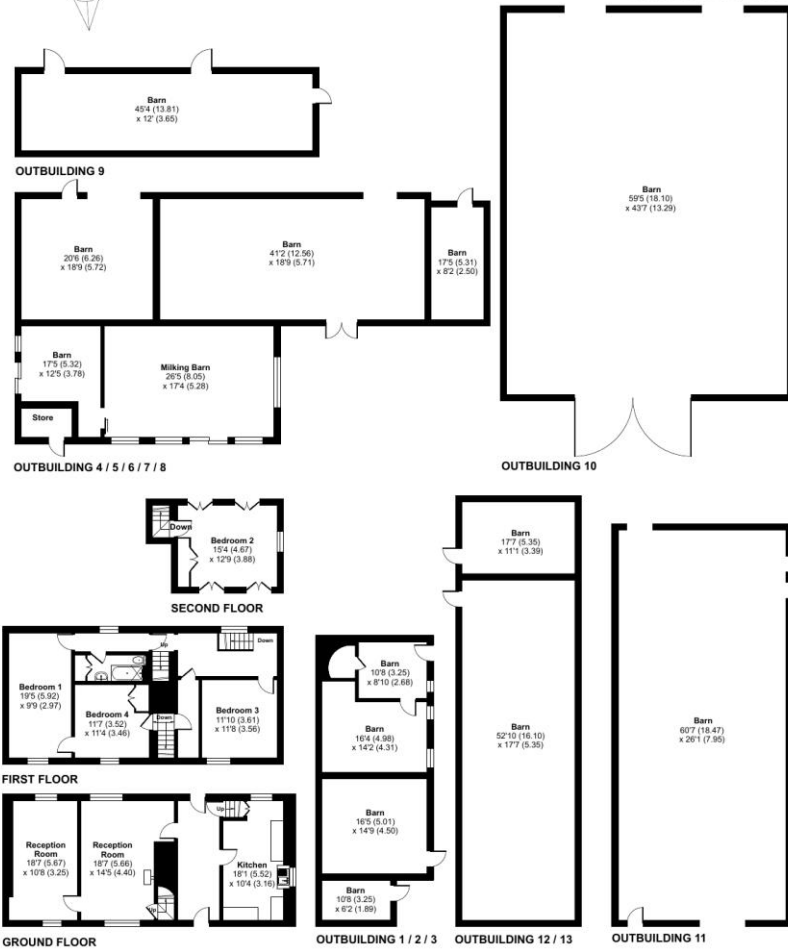 Barn
45'4 (13.81)
x 12' (3.65)
OUTBUILDING 9
Barn
59'5 (18.10)
x 43'7 (13.29)
OUTBUILDING 10
Barn
20'6 (6.26)
x 18'9 (5.72)
Barn
41'2 (12.56)
x 18'9 (5.71)
Barn
17'5 (5.31)
x 8'2 (2.50)
Barn
17'5 (5.32)
x 12'5 (3.78)
Milking Barn
26'5 (8.05)
x 17'4 (5.28)
Store
OUTBUILDING 4 / 5 / 6 / 7 / 8
Down
Bedroom 2
15'4 (4.67)
x 12'9 (3.88)
SECOND FLOOR
Up
Down
Bedroom 1
19'5 (5.92)
x 9'9 (2.97)
Bedroom 4
11'7 (3.52)
x 11'4 (3.46)
Down
Bedroom 3
11'10 (3.61)
x 11'8 (3.56)
FIRST FLOOR
Reception
Room
18'7 (5.67)
x 10'8 (3.25)
Reception
Room
18'7 (5.66)
x 14'5 (4.40)
Up
Up
Kitchen
18'1 (5.52)
x 10'4 (3.16)
GROUND FLOOR
Barn
10'8 (3.25)
x 8'10 (2.68)
Barn
16'4 (4.98)
x 14'2 (4.31)
Barn
16'5 (5.01)
x 14'9 (4.50)
Barn
10'8 (3.25)
x 6'2 (1.89)
OUTBUILDING 1 / 2 / 3
Barn
17'7 (5.35)
x 11'1 (3.39)
Barn
52'10 (16.10)
x 17'7 (5.35)
OUTBUILDING 12 / 13
Barn
60'7 (18.47)
x 26'1 (7.95)
OUTBUILDING 11